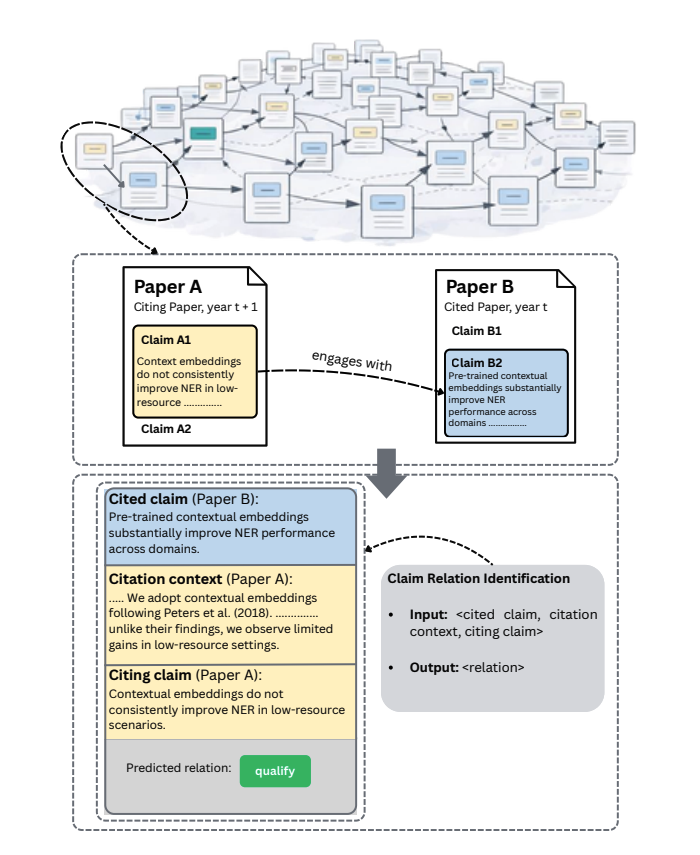 Paper A
Citing Paper, year t + 1
Claim A1
Context embeddings
do not consistently
improve NER in low-
resource ..............
Claim A2
engages with
Paper B
Cited Paper, year t
Claim B1
Claim B2
Pre-trained contextual
embeddings substantially
improve NER
performance across
domains ...............
Cited claim (Paper B):
Pre-trained contextual embeddings
substantially improve NER performance
across domains.
Citation context (Paper A):
..... We adopt contextual embeddings
following Peters et al. (2018). ..............
unlike their findings, we observe limited
gains in low-resource settings.
Citing claim (Paper A):
Contextual embeddings do not
consistently improve NER in low-resource
scenarios.
Predicted relation: qualify
Claim Relation Identification
• Input: <cited claim, citation
context, citing claim>
• Output: <relation>